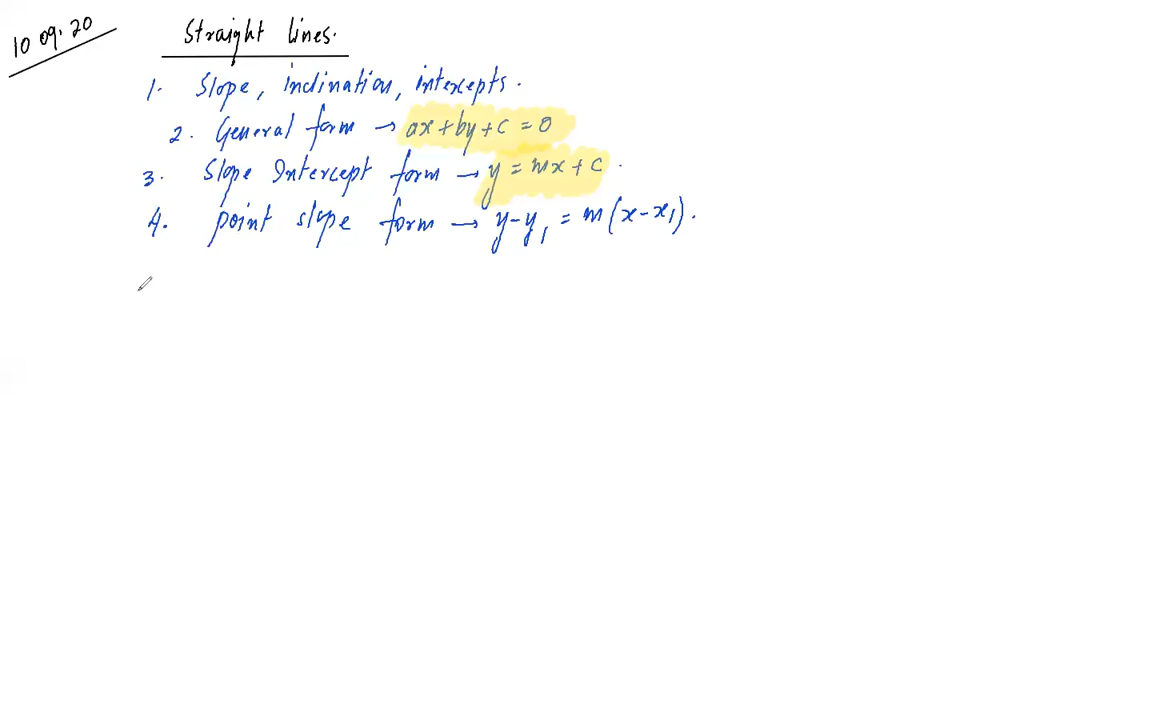 10 09.20
Straight lines.
1. Slope, inclination, intercepts.
2. General form → ax+by+c=0
3. Slope Intercept form → y=mx+c.
4. point slope form → y-y₁ = m(x-x₁).